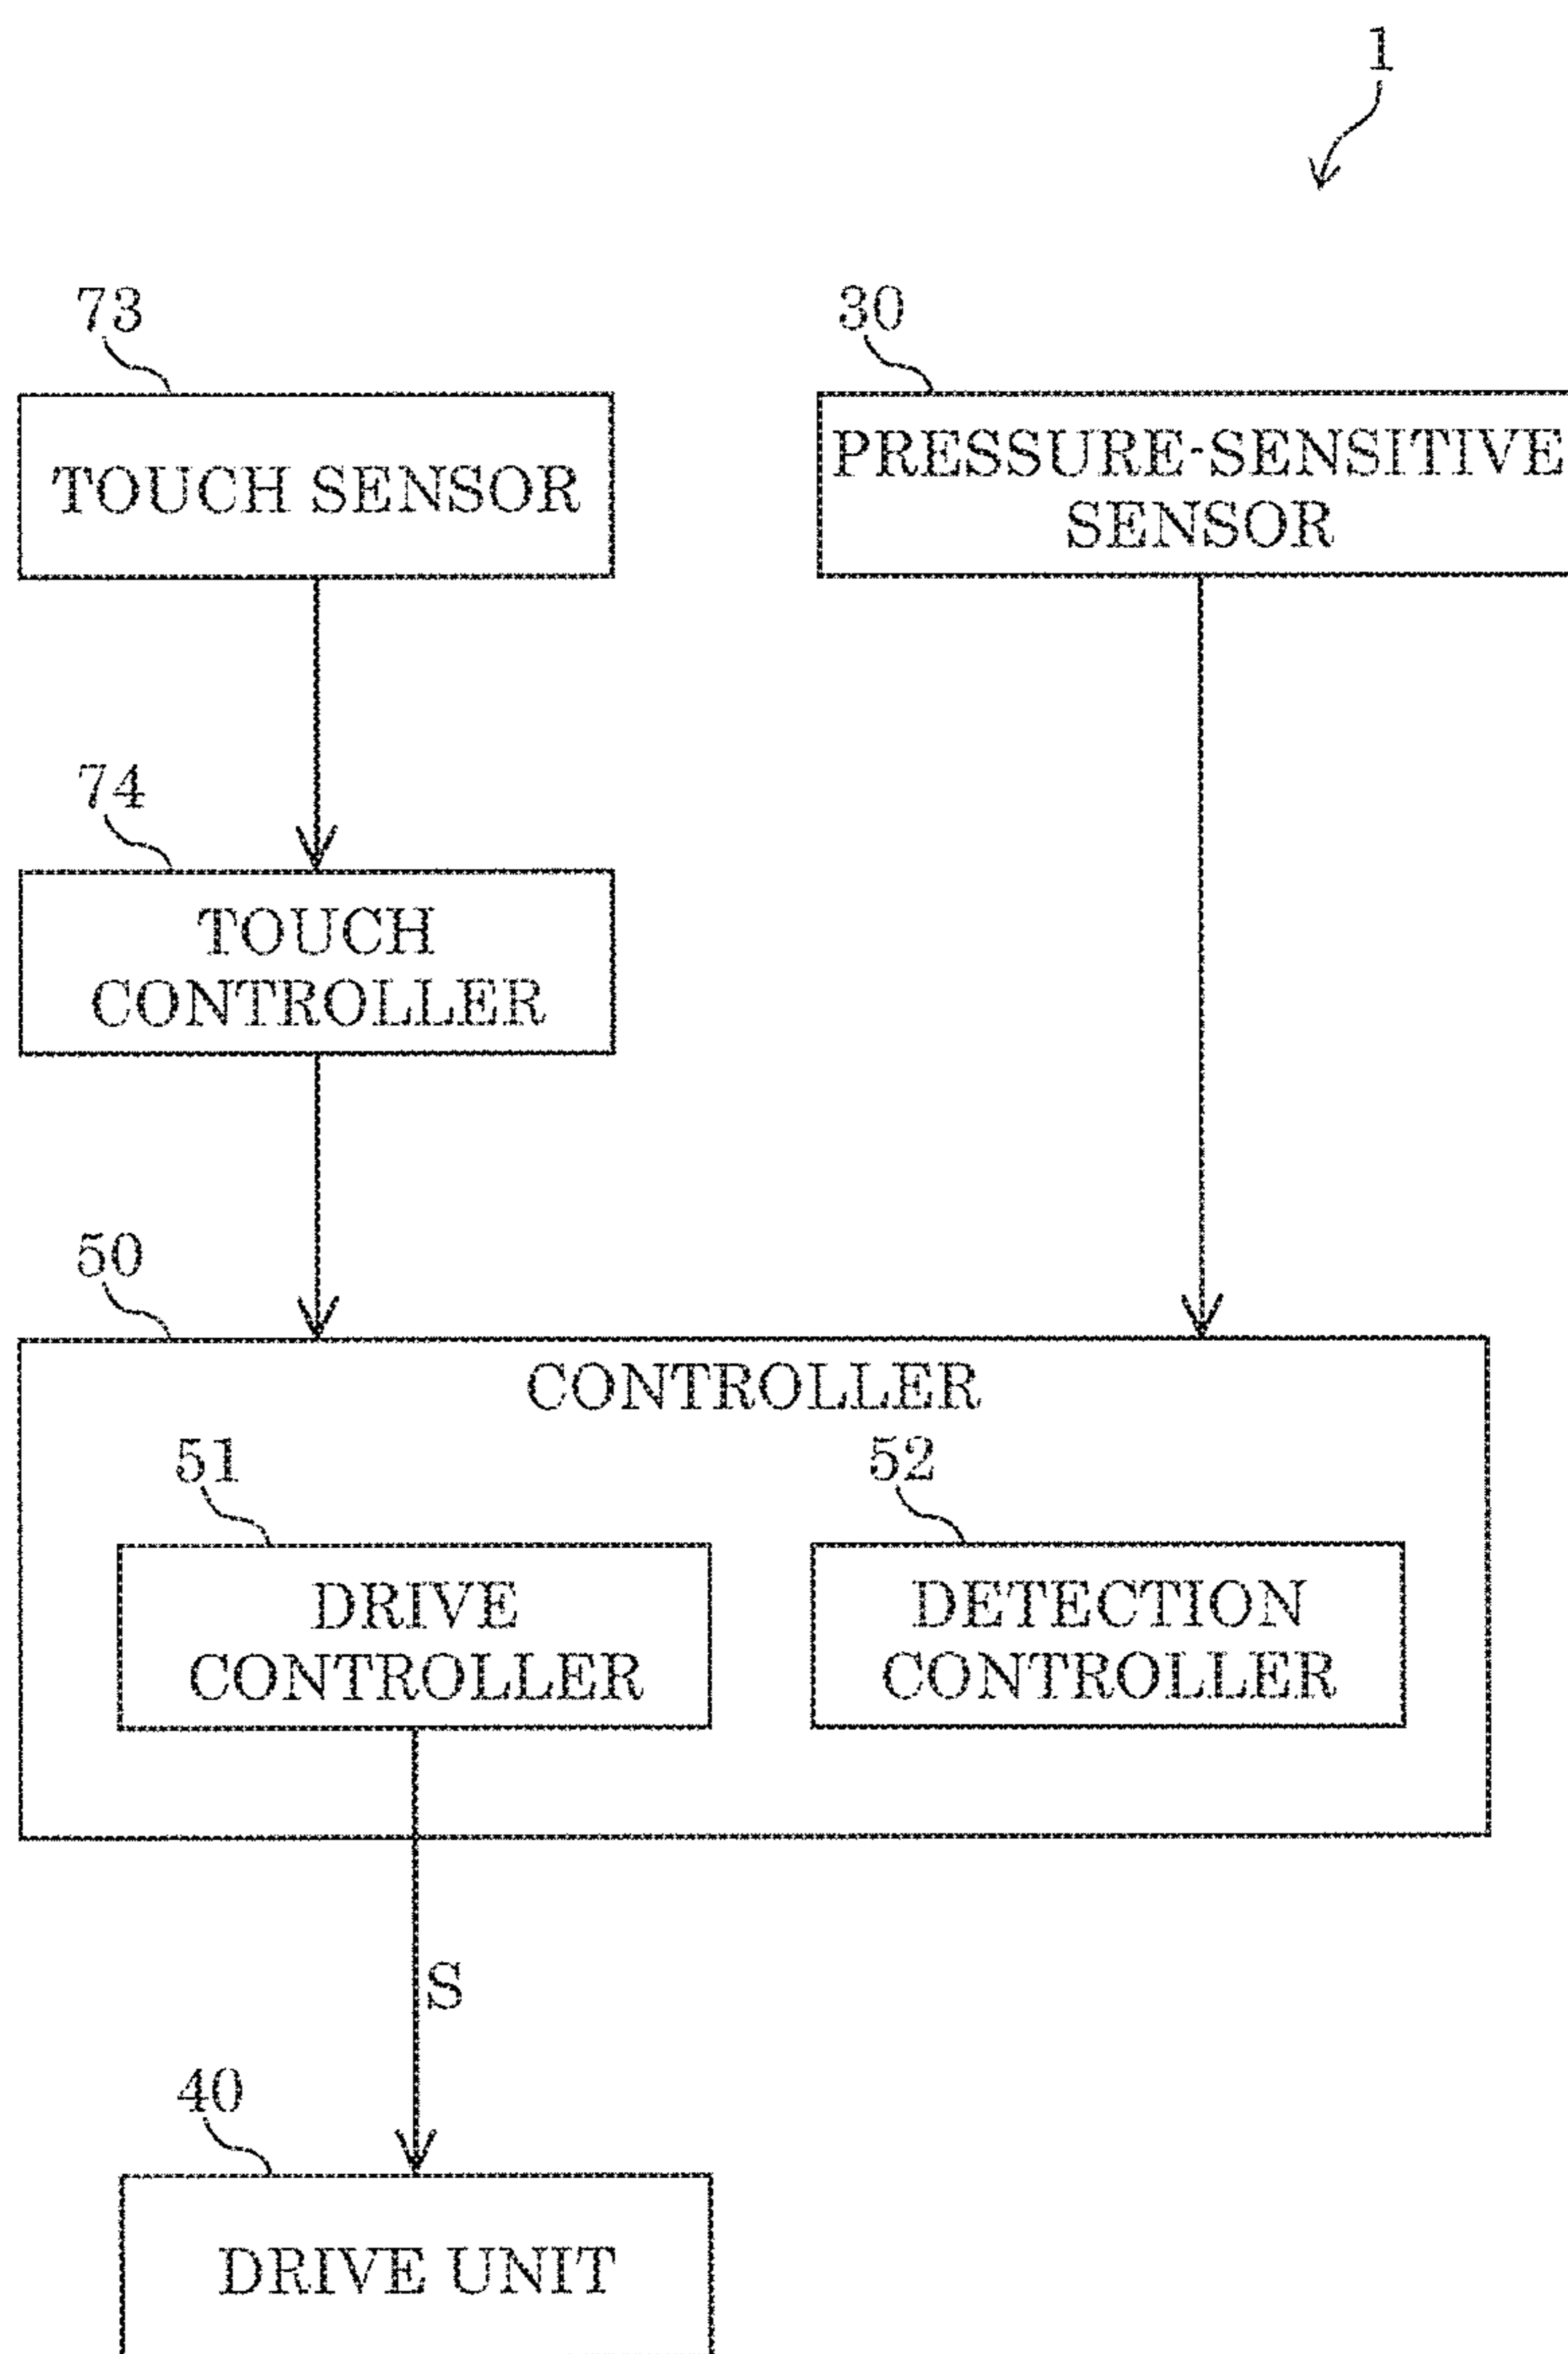 1
73
30
TOUCH SENSOR
PRESSURE-SENSITIVE
SENSOR
74
TOUCH
CONTROLLER
50
CONTROLLER
51
52
DRIVE
CONTROLLER
DETECTION
CONTROLLER
S
40
DRIVE UNIT